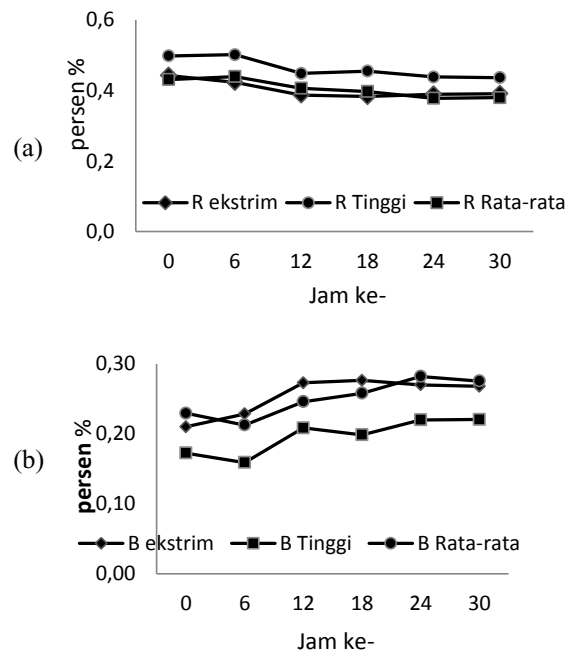 (a)
persen %
0,6
0,4
0,2
0,0
R ekstrim R Tinggi R Rata-rata
0 6 12 18 24 30
Jam ke-
(b)
persen %
0,30
0,20
0,10
0,00
B ekstrim B Tinggi B Rata-rata
0 6 12 18 24 30
Jam ke-